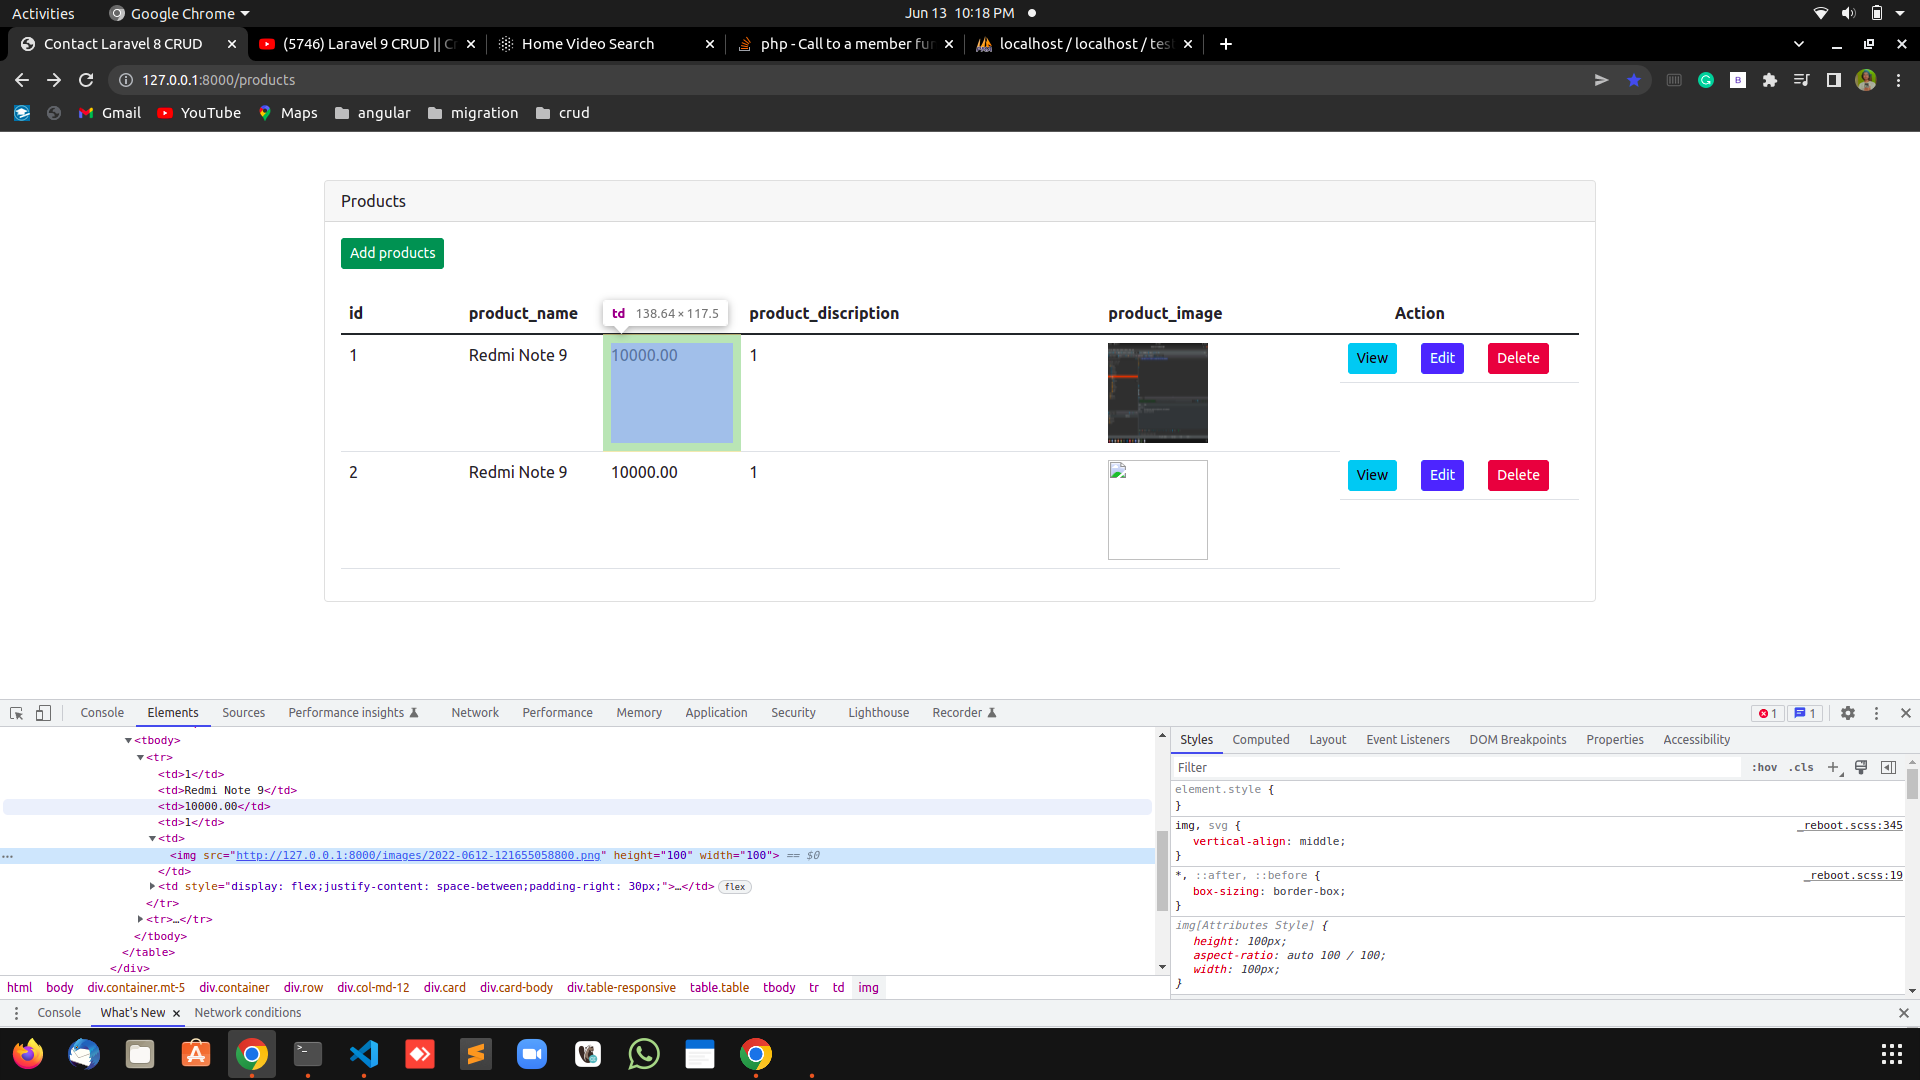 Activities
Google Chrome
Jun 13 10:18 PM
Contact Laravel 8 CRUD
(5746) Laravel 9 CRUD || Cr
Home Video Search
php - Call to a member fun
localhost / localhost / test
127.0.0.1:8000/products
Gmail
YouTube
Maps
angular
migration
crud
Products
Add products
id product_name product_discription product_image Action
td 138.64 × 117.5
1 Redmi Note 9 10000.00 1 View Edit Delete
2 Redmi Note 9 10000.00 1 View Edit Delete
Console Elements Sources Performance insights Network Performance Memory Application Security Lighthouse Recorder 1 1
<tbody>
<tr>
<td>1</td>
<td>Redmi Note 9</td>
<td>10000.00</td>
<td>1</td>
<td>
<img src="http://127.0.0.1:8000/images/2022-0612-121655058800.png" height="100" width="100"> == $0
</td>
<td style="display: flex;justify-content: space-between;padding-right: 30px;">…</td> flex
</tr>
<tr>…</tr>
</tbody>
</table>
</div>
html body div.container.mt-5 div.container div.row div.col-md-12 div.card div.card-body div.table-responsive table.table tbody tr td img
Styles Computed Layout Event Listeners DOM Breakpoints Properties Accessibility
Filter :hov .cls
element.style {
}
img, svg { _reboot.scss:345
vertical-align: middle;
}
*, ::after, ::before { _reboot.scss:19
box-sizing: border-box;
}
img[Attributes Style] {
height: 100px;
aspect-ratio: auto 100 / 100;
width: 100px;
}
Console What's New Network conditions